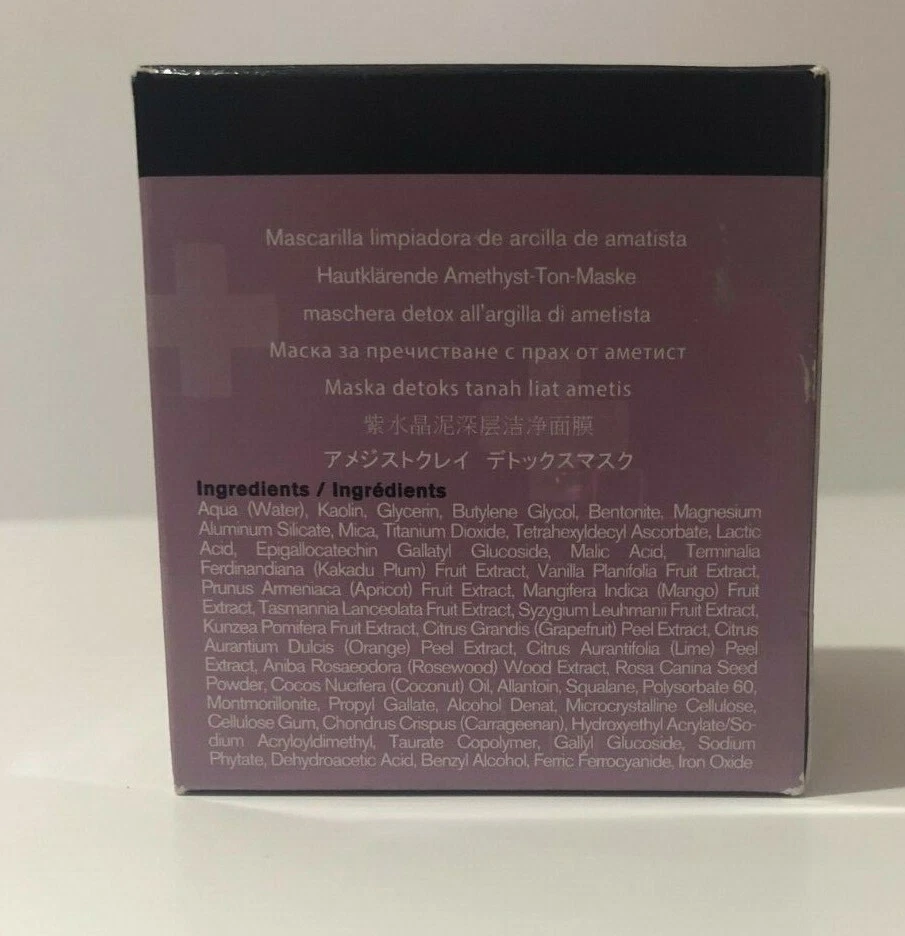 Mascarilla limpiadora de arcilla de amatista
Hautklärende Amethyst-Ton-Maske
maschera detox all'argilla di ametista
Маска за пречистване с прах от аметист
Maska detoks tanah liat ametis
紫水晶泥深层洁净面膜
アメジストクレイ デトックスマスク
Ingredients / Ingrédients
Aqua (Water), Kaolin, Glycerin, Butylene Glycol, Bentonite, Magnesium
Aluminum Silicate, Mica, Titanium Dioxide, Tetrahexyldecyl Ascorbate, Lactic
Acid, Epigallocatechin Gallatyl Glucoside, Malic Acid, Terminalia
Ferdinandiana (Kakadu Plum) Fruit Extract, Vanilla Planifolia Fruit Extract,
Prunus Armeniaca (Apricot) Fruit Extract, Mangifera Indica (Mango) Fruit
Extract, Tasmannia Lanceolata Fruit Extract, Syzygium Leuhmanii Fruit Extract,
Kunzea Pomifera Fruit Extract, Citrus Grandis (Grapefruit) Peel Extract, Citrus
Aurantium Dulcis (Orange) Peel Extract, Citrus Aurantifolia (Lime) Peel
Extract, Aniba Rosaeodora (Rosewood) Wood Extract, Rosa Canina Seed
Powder, Cocos Nucifera (Coconut) Oil, Allantoin, Squalane, Polysorbate 60,
Montmorillonite, Propyl Gallate, Alcohol Denat, Microcrystalline Cellulose,
Cellulose Gum, Chondrus Crispus (Carrageenan), Hydroxyethyl Acrylate/So-
dium Acryloyldimethyl, Taurate Copolymer, Gallyl Glucoside, Sodium
Phytate, Dehydroacetic Acid, Benzyl Alcohol, Ferric Ferrocyanide, Iron Oxide